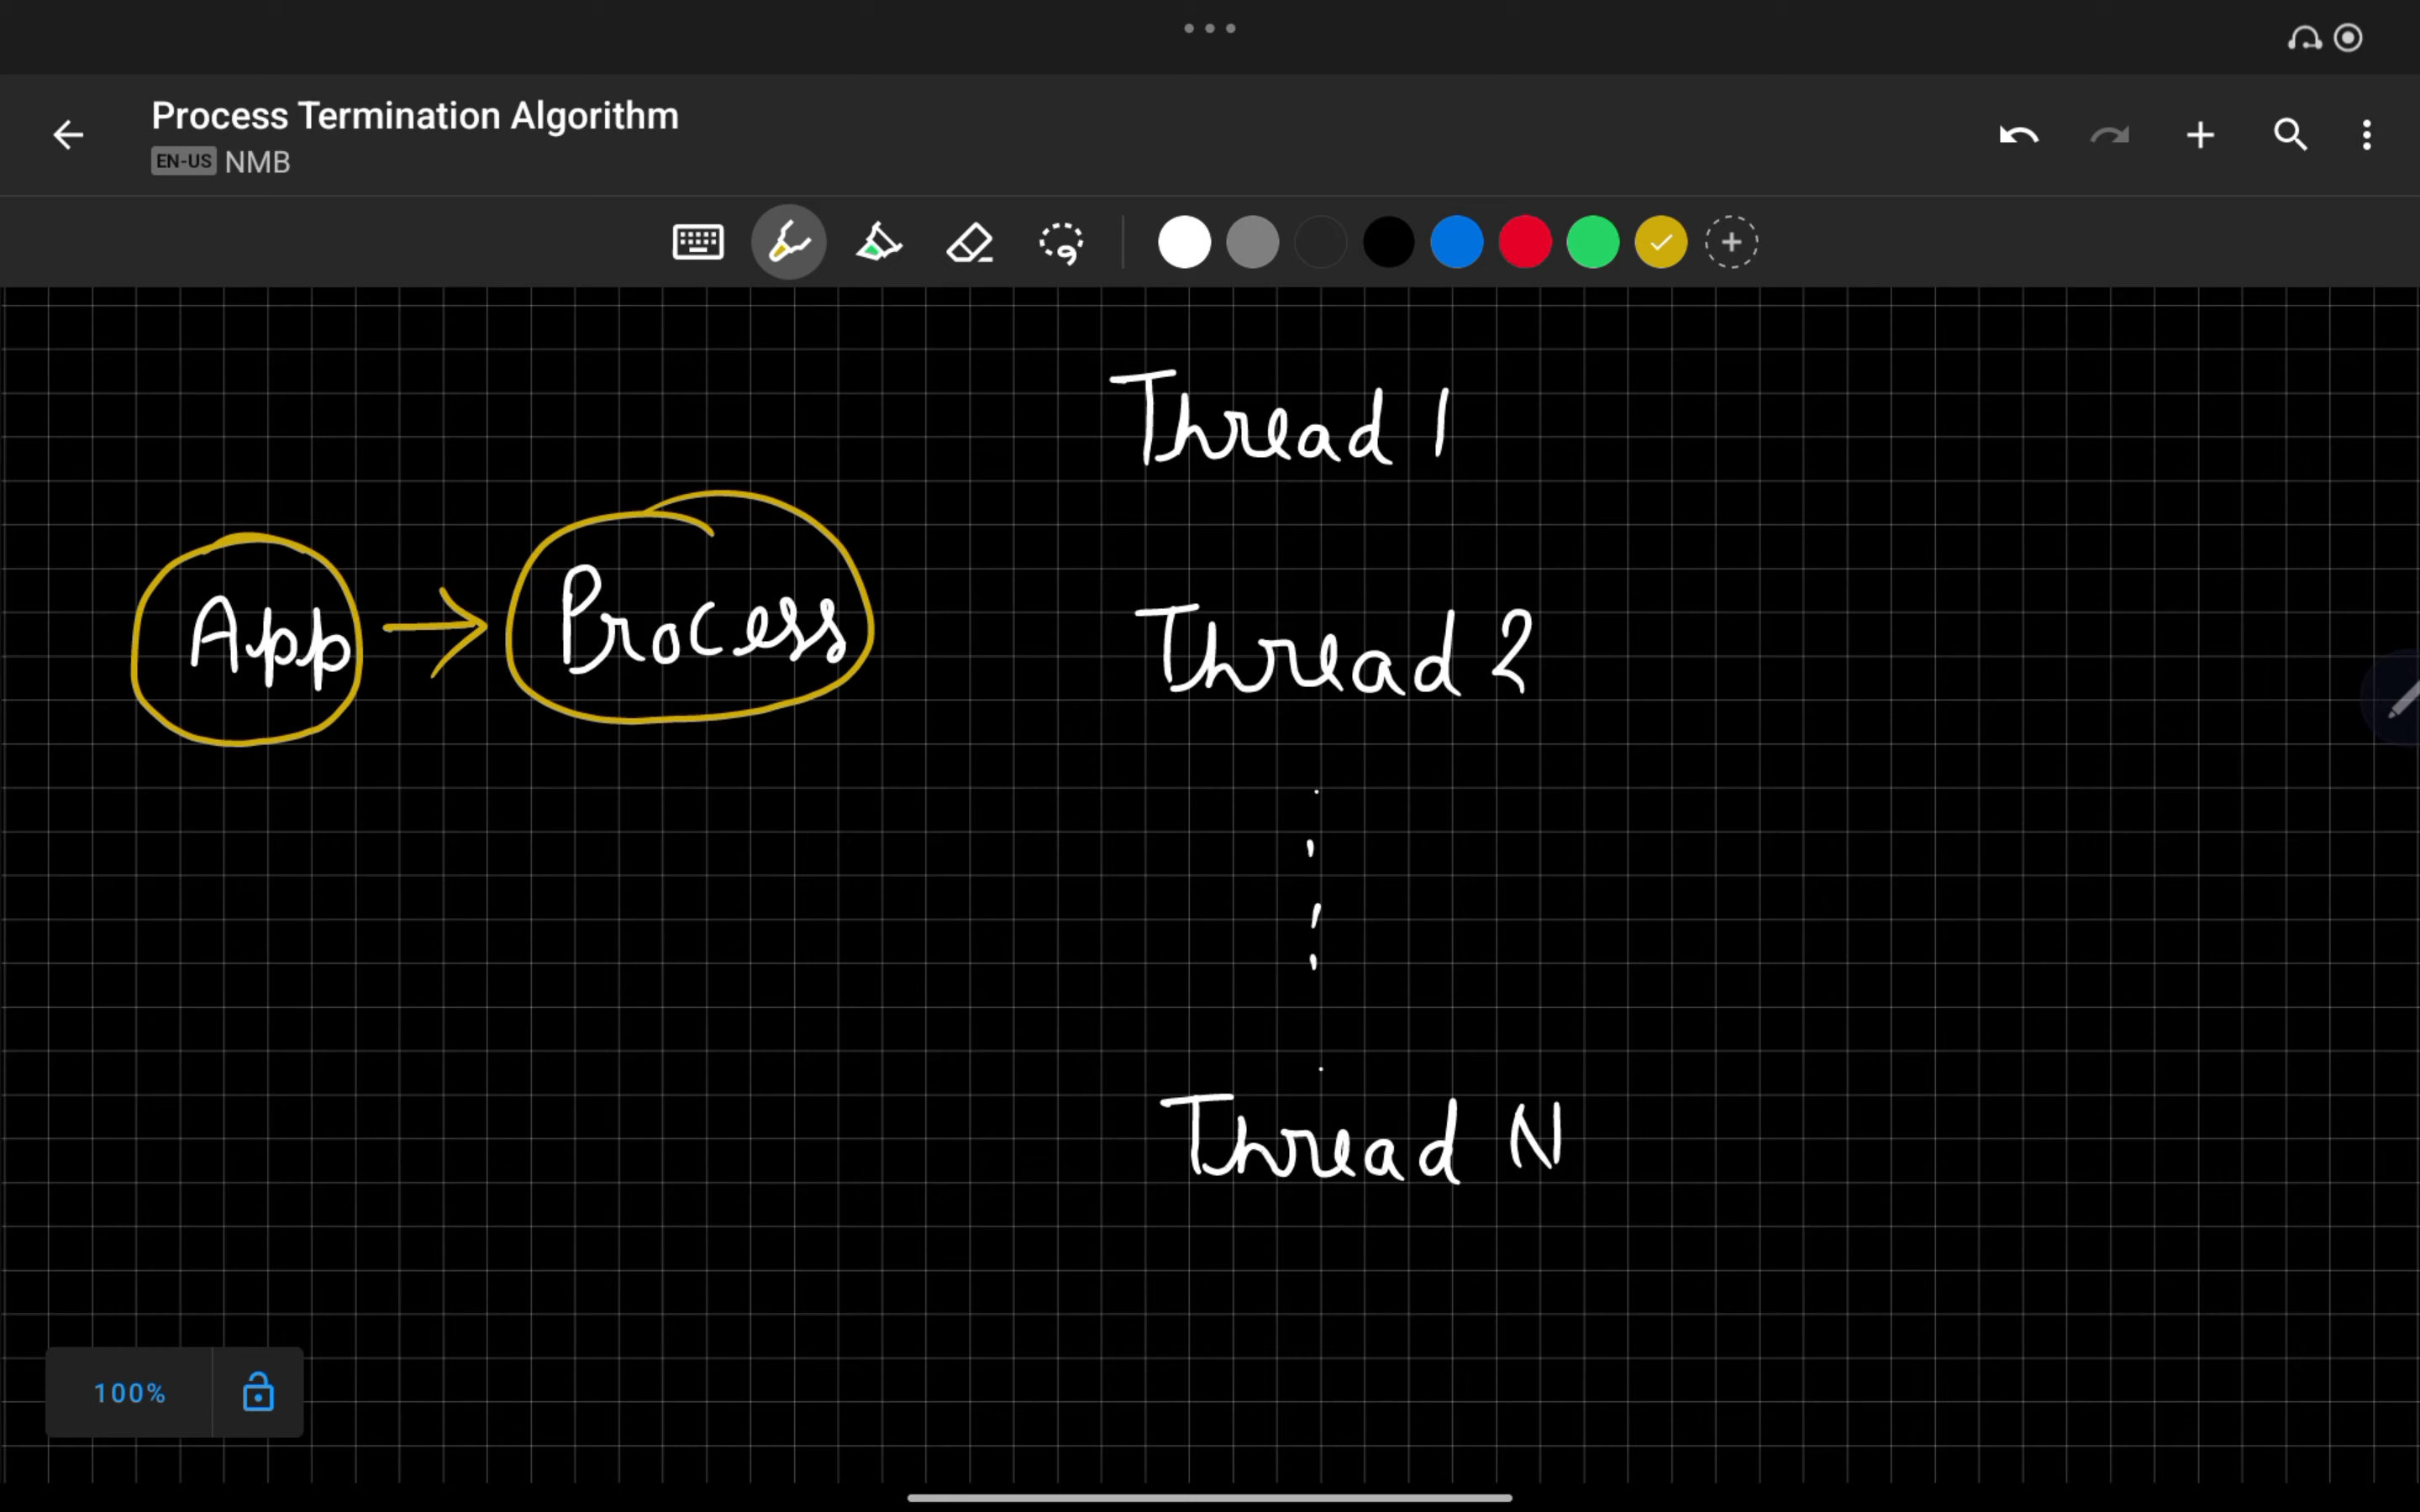 Process Termination Algorithm
EN-US NMB
Thread 1
App → Process
Thread 2
Thread N
100%